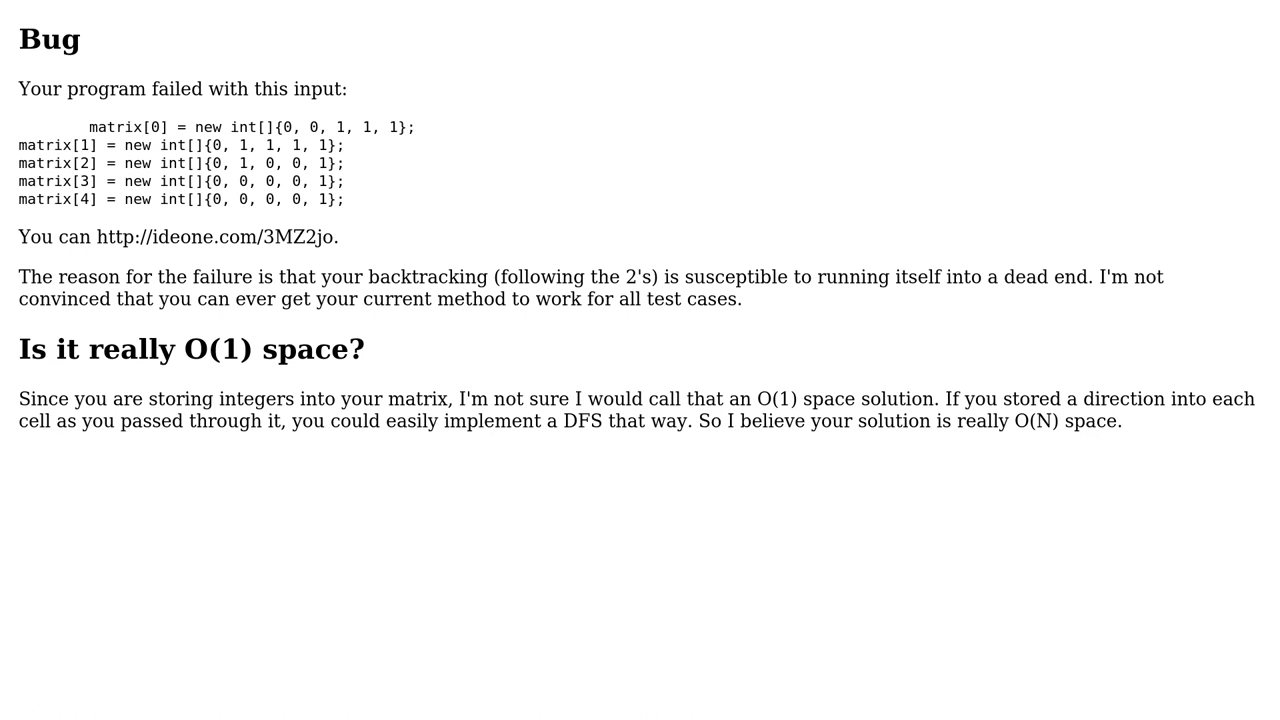 Bug
Your program failed with this input:
matrix[0] = new int[]{0, 0, 1, 1, 1};
matrix[1] = new int[]{0, 1, 1, 1, 1};
matrix[2] = new int[]{0, 1, 0, 0, 1};
matrix[3] = new int[]{0, 0, 0, 0, 1};
matrix[4] = new int[]{0, 0, 0, 0, 1};
You can http://ideone.com/3MZ2jo.
The reason for the failure is that your backtracking (following the 2's) is susceptible to running itself into a dead end. I'm not
convinced that you can ever get your current method to work for all test cases.
Is it really O(1) space?
Since you are storing integers into your matrix, I'm not sure I would call that an O(1) space solution. If you stored a direction into each
cell as you passed through it, you could easily implement a DFS that way. So I believe your solution is really O(N) space.